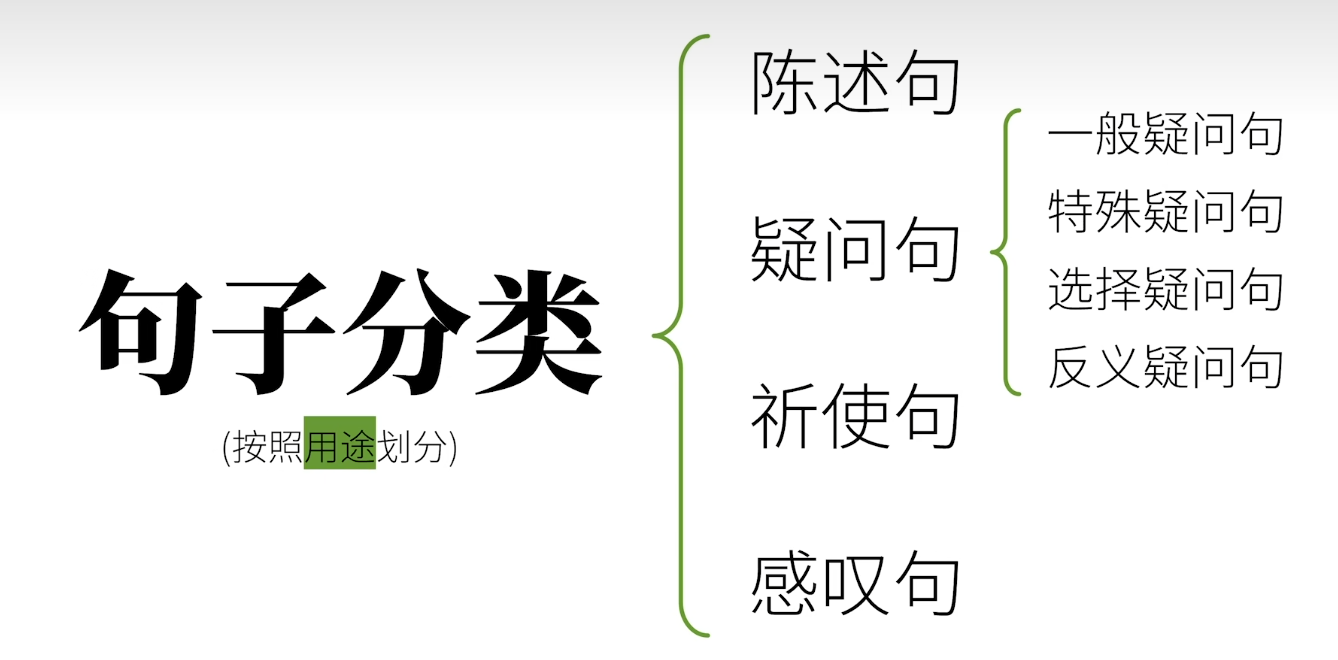 句子分类
(按照用途划分)
陈述句
疑问句
一般疑问句
特殊疑问句
选择疑问句
反义疑问句
祈使句
感叹句